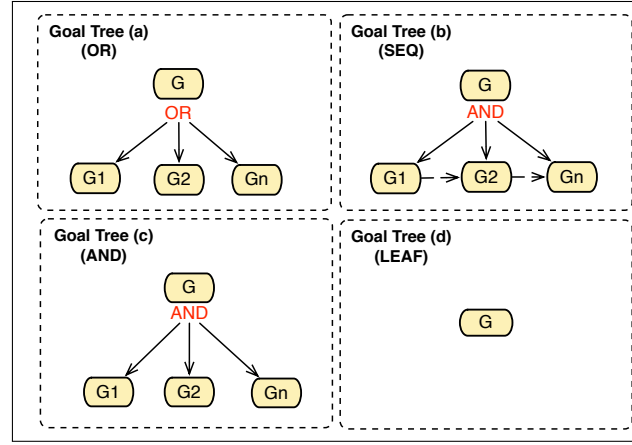 Goal Tree (a)
(OR)
G
OR
G1 G2 Gn
Goal Tree (b)
(SEQ)
G
AND
G1 G2 Gn
Goal Tree (c)
(AND)
G
AND
G1 G2 Gn
Goal Tree (d)
(LEAF)
G